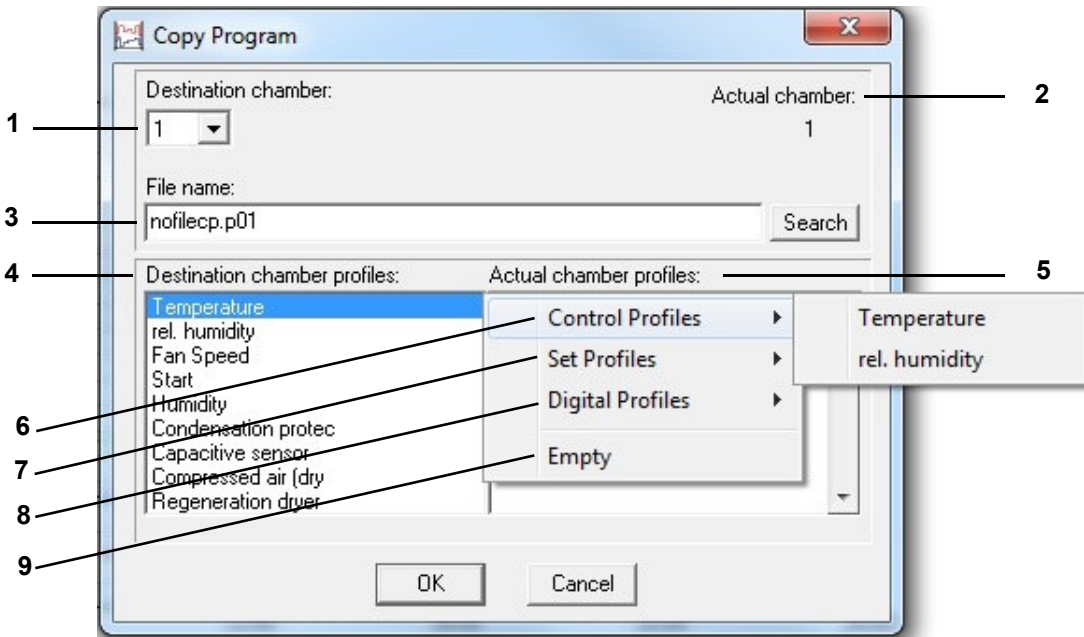 Copy Program
x
Destination chamber:
Actual chamber:
2
1
1
1
File name:
3
nofilecp.p01
Search
4
Destination chamber profiles:
Actual chamber profiles:
5
Temperature
Control Profiles
Temperature
rel. humidity
Fan Speed
Set Profiles
rel. humidity
Start
Humidity
Digital Profiles
6
Condensation protec
7
Capacitive sensor
Empty
Compressed air (dry
8
Regeneration dryer
9
OK
Cancel